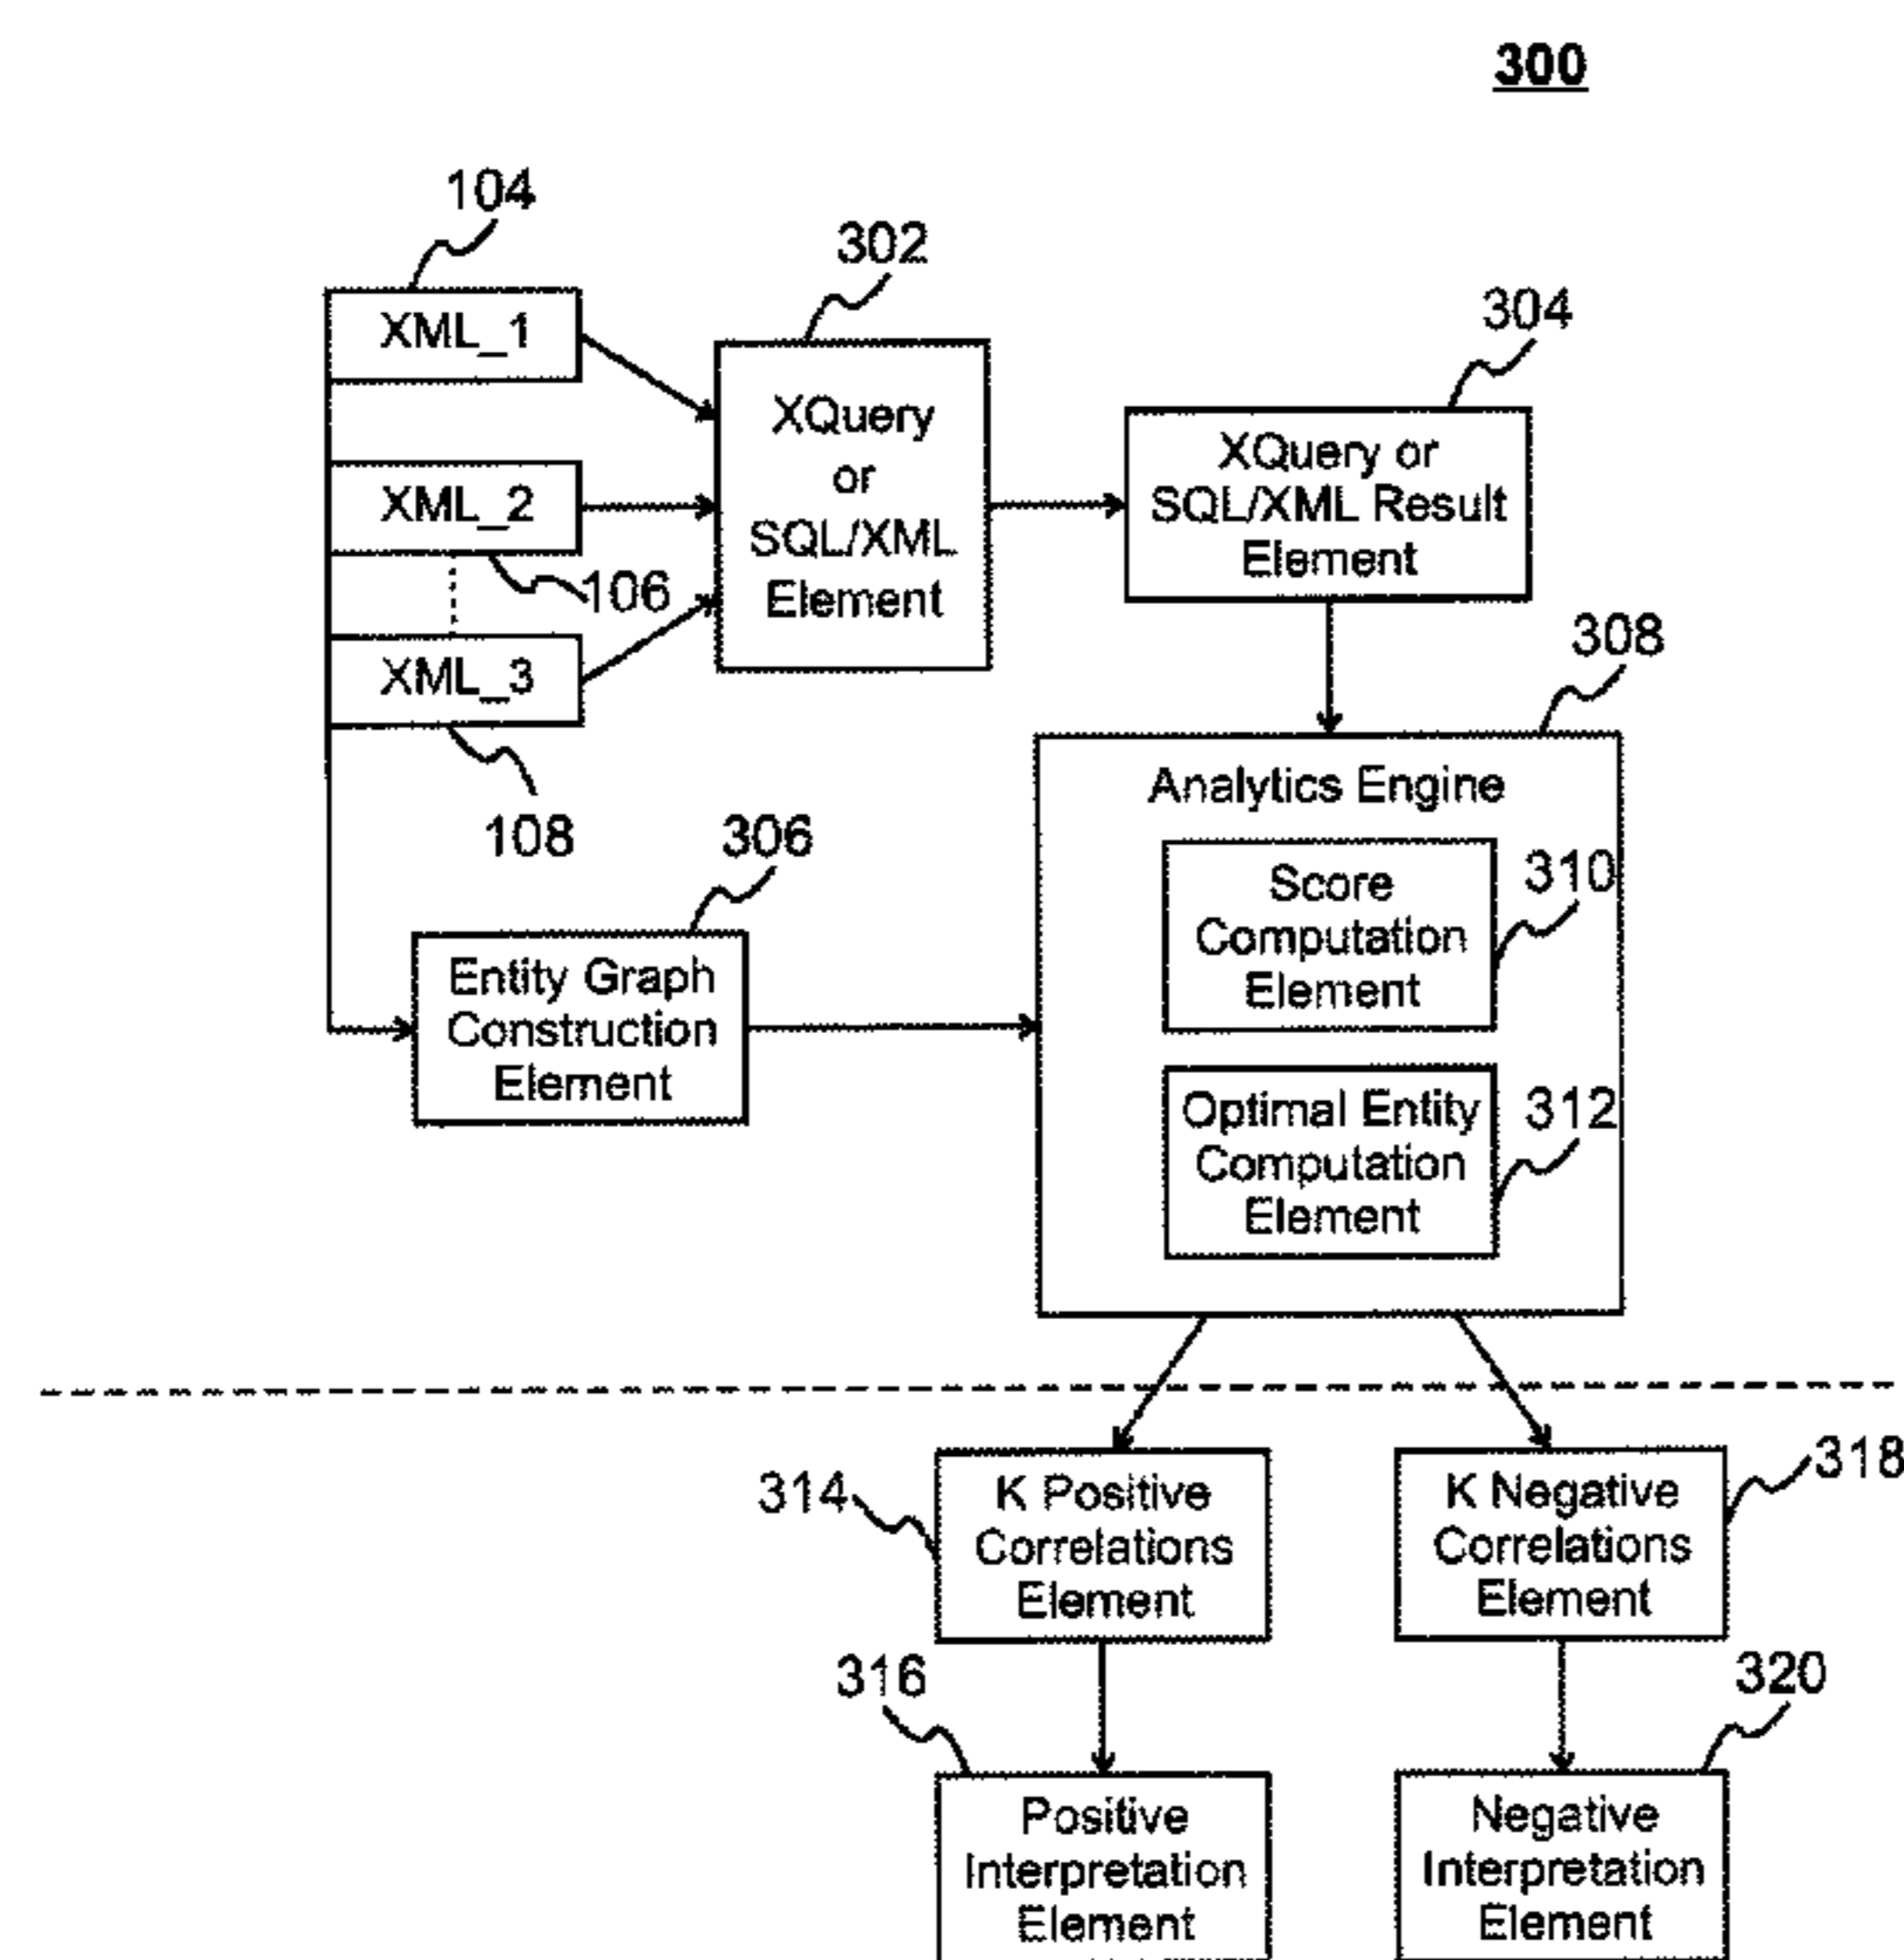 300
104
XML_1
302
XQuery
or
SQL/XML
Element
304
XQuery or
SQL/XML Result
Element
XML_2
106
XML_3
108
308
Analytics Engine
Score
Computation
Element
310
306
Entity Graph
Construction
Element
Optimal Entity
Computation
Element
312
314
K Positive
Correlations
Element
K Negative
Correlations
Element
318
316
Positive
Interpretation
Element
320
Negative
Interpretation
Element